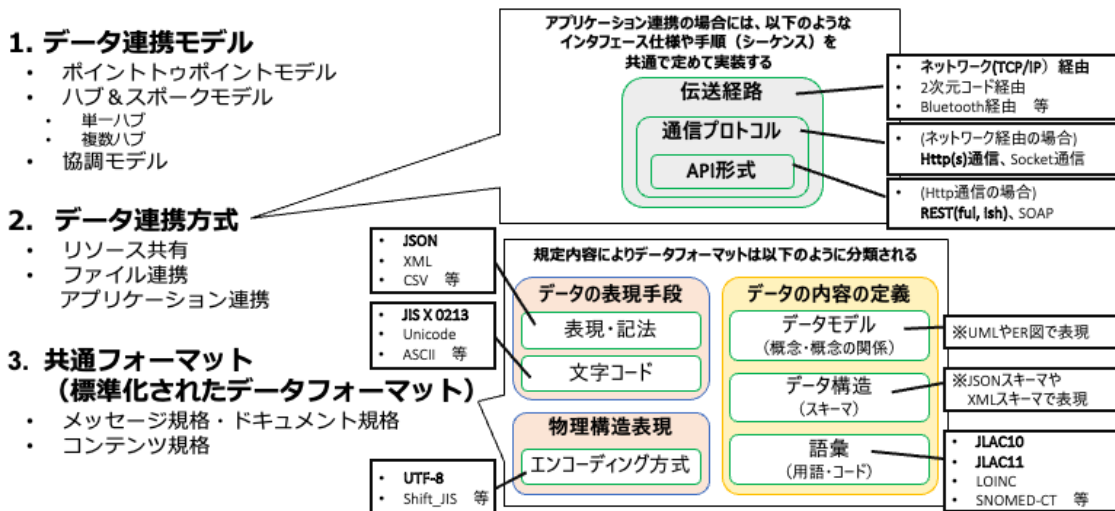 1. データ連携モデル
• ポイントトゥポイントモデル
• ハブ＆スポークモデル
• 単一ハブ
• 複数ハブ
• 協調モデル
2. データ連携方式
• リソース共有
• ファイル連携
アプリケーション連携
3. 共通フォーマット
（標準化されたデータフォーマット）
• メッセージ規格・ドキュメント規格
• コンテンツ規格
アプリケーション連携の場合には、以下のような
インタフェース仕様や手順（シーケンス）を
共通で定めて実装する
伝送経路
通信プロトコル
API形式
• ネットワーク(TCP/IP）経由
• 2次元コード経由
• Bluetooth経由　等
• (ネットワーク経由の場合)
Http(s)通信、Socket通信
• (Http通信の場合)
REST(ful, ish)、SOAP
規定内容によりデータフォーマットは以下のように分類される
データの表現手段
表現・記法
文字コード
物理構造表現
エンコーディング方式
データの内容の定義
データモデル
（概念・概念の関係）
データ構造
（スキーマ）
語彙
（用語・コード）
• JSON
• XML
• CSV　等
• JIS X 0213
• Unicode
• ASCII　等
• UTF-8
• Shift_JIS　等
※UMLやER図で表現
※JSONスキーマや
XMLスキーマで表現
• JLAC10
• JLAC11
• LOINC
• SNOMED-CT　等